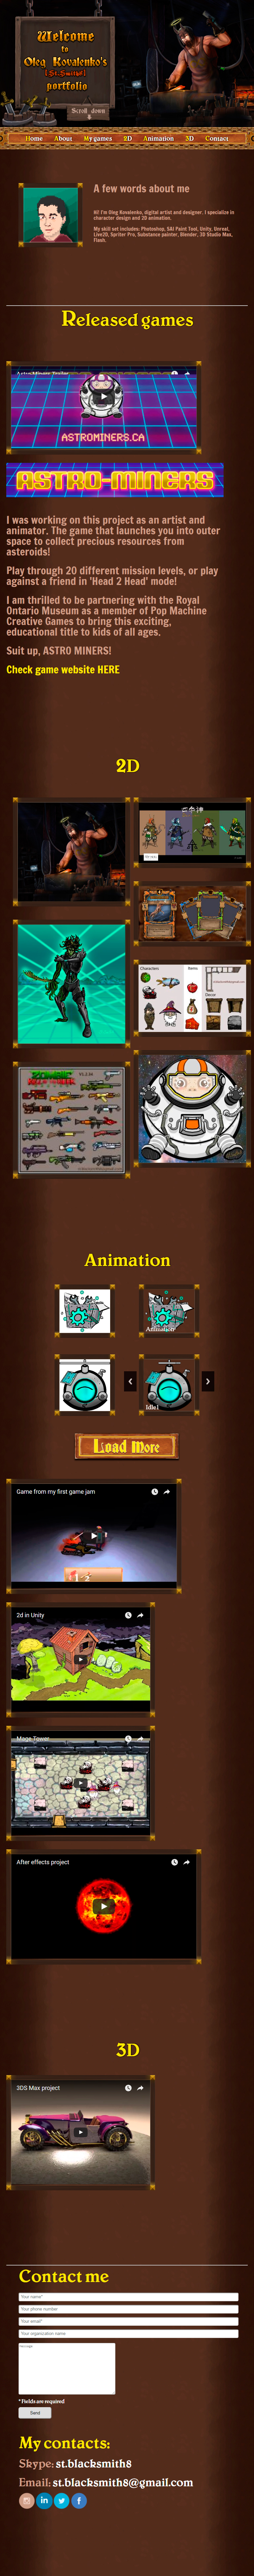 Welcome
to
Oleg Kovalenko's
(St.Smith)
portfolio
Scroll down
Home About My games 2D Animation 3D Contact
A few words about me
Hi! I'm Oleg Kovalenko, digital artist and designer. I specialize in
character design and 2D animation.
My skill set includes: Photoshop, SAI Paint Tool, Unity, Unreal,
Live2D, Spriter Pro, Substance painter, Blender, 3D Studio Max,
Flash.
Released games
ASTROMINERS.CA
ASTRO-MINERS
I was working on this project as an artist and
animator. The game that launches you into outer
space to collect precious resources from
asteroids!
Play through 20 different mission levels, or play
against a friend in 'Head 2 Head' mode!
I am thrilled to be partnering with the Royal
Ontario Museum as a member of Pop Machine
Creative Games to bring this exciting,
educational title to kids of all ages.
Suit up, ASTRO MINERS!
Check game website HERE
2D
Characters
Items
Decor
Animation
Animation
Idle1
Load More
Game from my first game jam
2d in Unity
Mage Tower
After effects project
3D
3DS Max project
Contact me
Your name*
Your phone number
Your email*
Your organization name
Message
* Fields are required
Send
My contacts:
Skype: st.blacksmith8
Email: st.blacksmith8@gmail.com